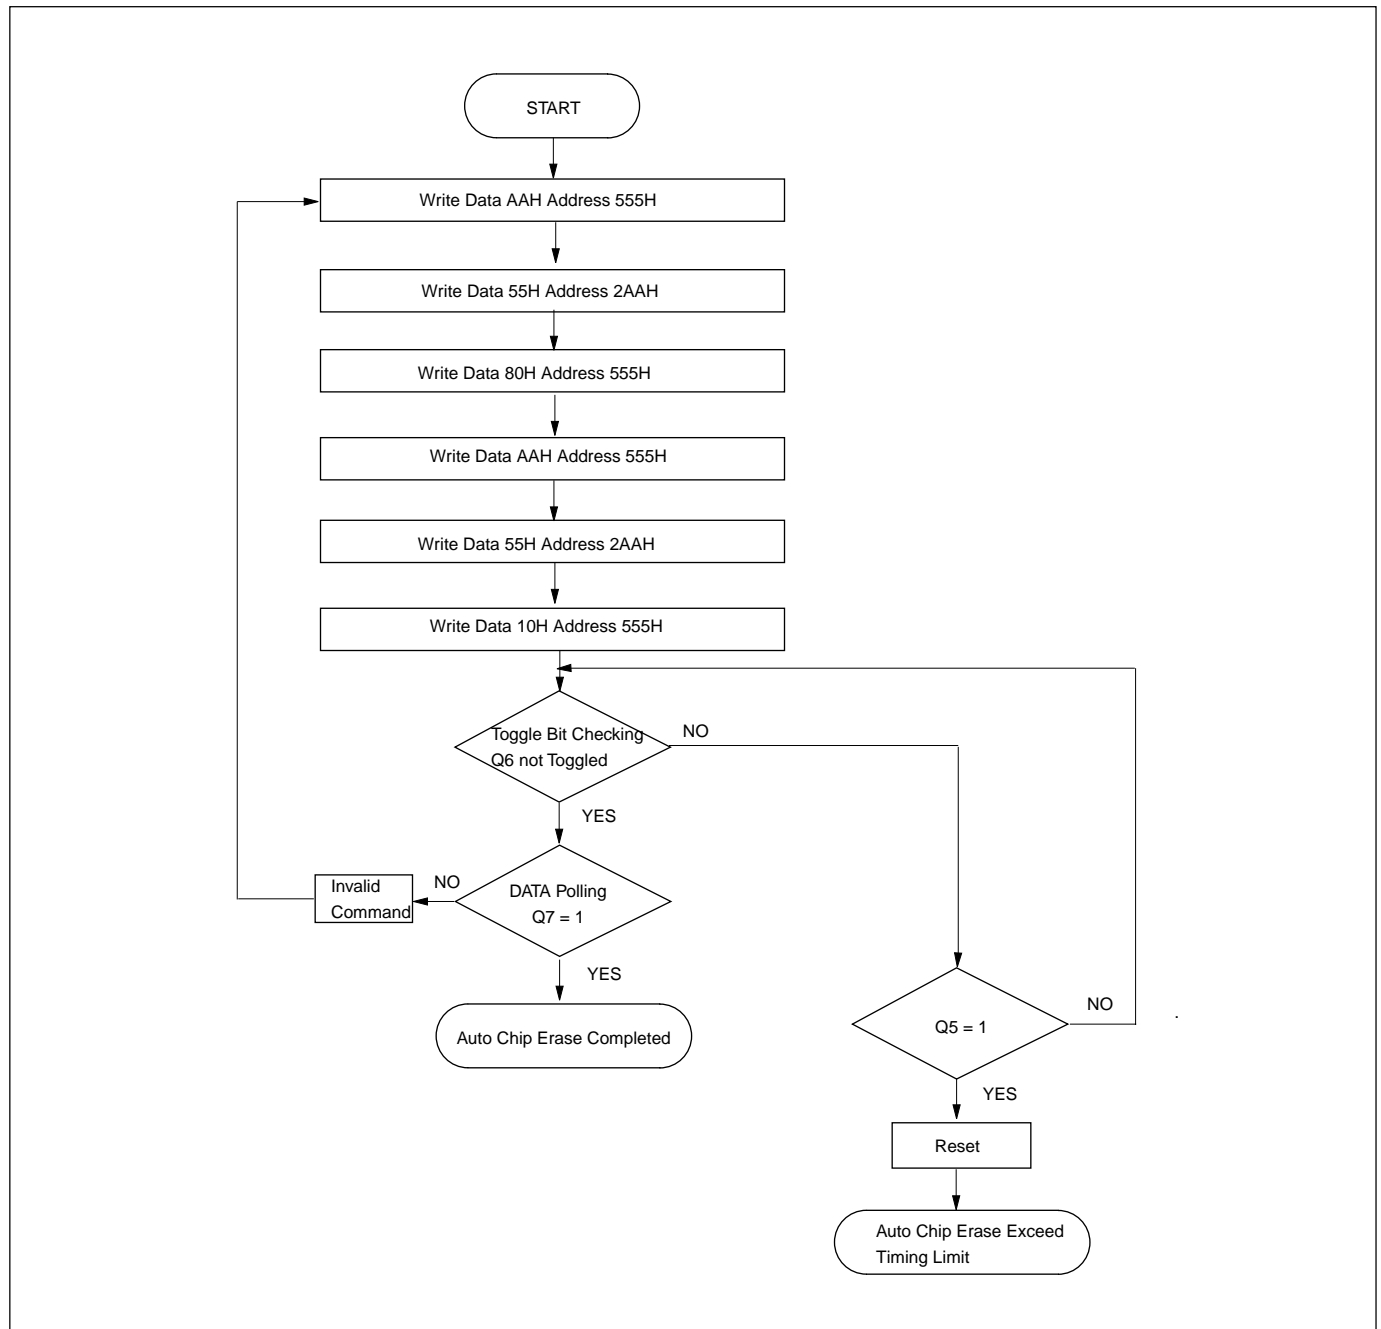 START
Write Data AAH Address 555H
Write Data 55H Address 2AAH
Write Data 80H Address 555H
Write Data AAH Address 555H
Write Data 55H Address 2AAH
Write Data 10H Address 555H
Toggle Bit Checking
Q6 not Toggled
NO
YES
Invalid
Command
NO
DATA Polling
Q7 = 1
YES
Auto Chip Erase Completed
Q5 = 1
NO
.
YES
Reset
Auto Chip Erase Exceed
Timing Limit